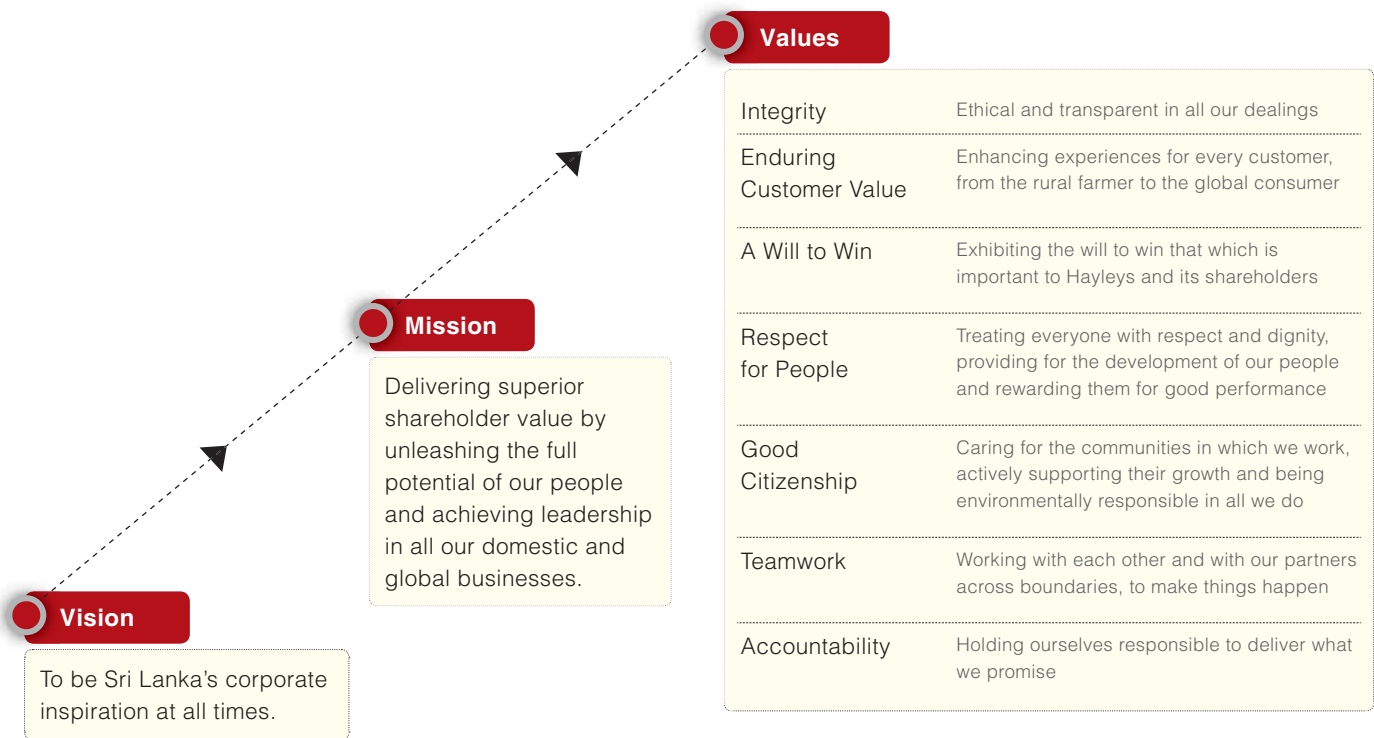 Values
Integrity
Ethical and transparent in all our dealings
Enduring
Customer Value
Enhancing experiences for every customer,
from the rural farmer to the global consumer
A Will to Win
Exhibiting the will to win that which is
important to Hayleys and its shareholders
Respect
for People
Treating everyone with respect and dignity,
providing for the development of our people
and rewarding them for good performance
Good
Citizenship
Caring for the communities in which we work,
actively supporting their growth and being
environmentally responsible in all we do
Teamwork
Working with each other and with our partners
across boundaries, to make things happen
Accountability
Holding ourselves responsible to deliver what
we promise
Mission
Delivering superior
shareholder value by
unleashing the full
potential of our people
and achieving leadership
in all our domestic and
global businesses.
Vision
To be Sri Lanka’s corporate
inspiration at all times.